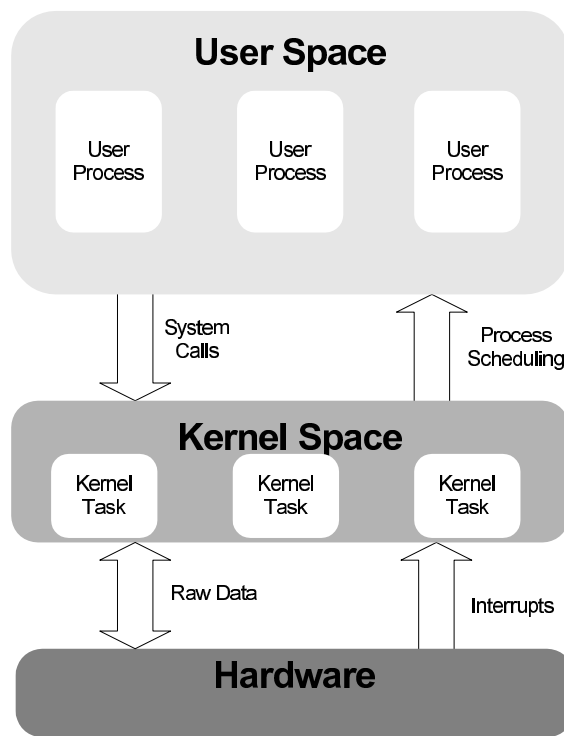 User Space
User
Process
User
Process
User
Process
System
Calls
Process
Scheduling
Kernel Space
Kernel
Task
Kernel
Task
Kernel
Task
Raw Data
Interrupts
Hardware